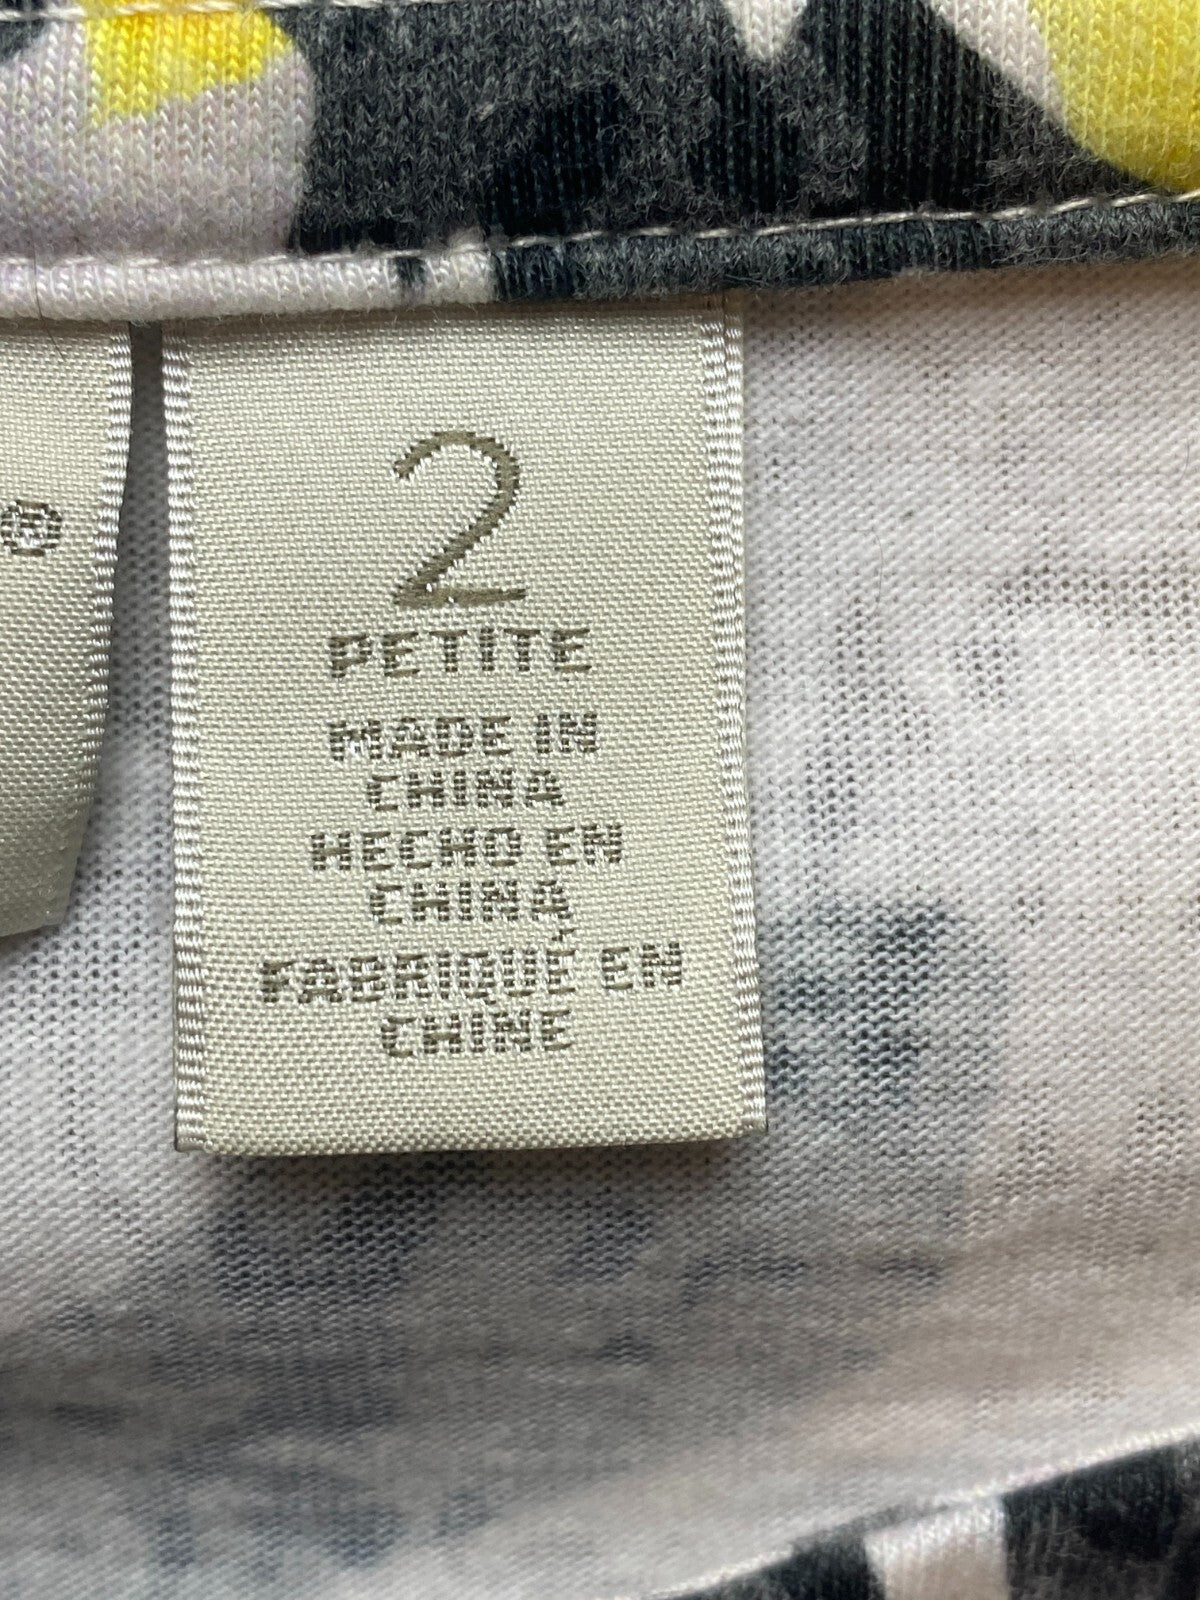 ®
2
PETITE
MADE IN
CHINA
HECHO EN
CHINA
FABRIQUÉ EN
CHINE